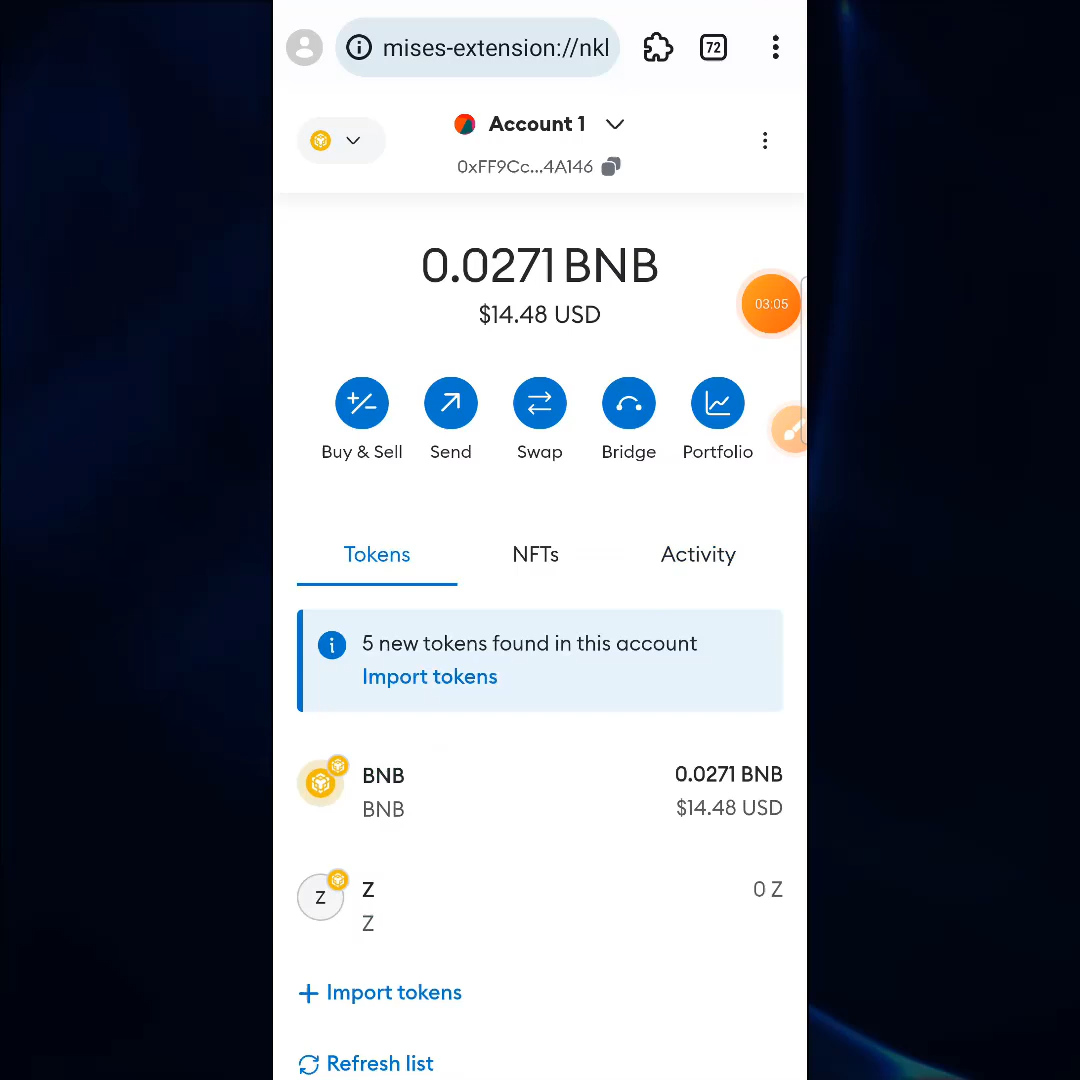 mises-extension://nkl
72
Account 1
0xFF9Cc...4A146
0.0271 BNB
$14.48 USD
03:05
Buy & Sell
Send
Swap
Bridge
Portfolio
Tokens
NFTs
Activity
5 new tokens found in this account
Import tokens
BNB
0.0271 BNB
BNB
$14.48 USD
Z
Z
0 Z
Z
Import tokens
Refresh list